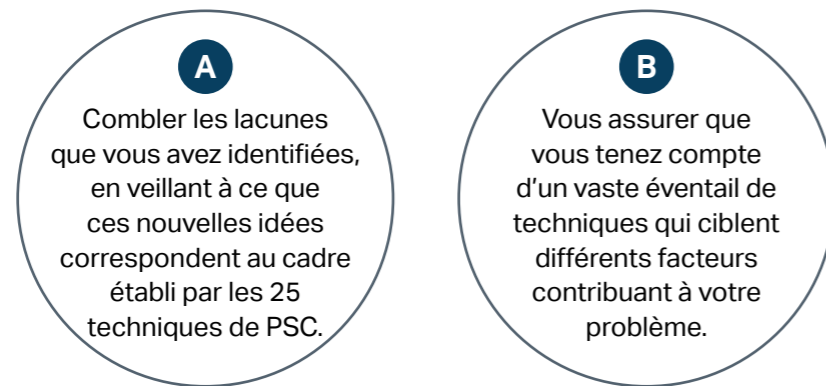 A
Combler les lacunes
que vous avez identifiées,
en veillant à ce que
ces nouvelles idées
correspondent au cadre
établi par les 25
techniques de PSC.
B
Vous assurer que
vous tenez compte
d'un vaste éventail de
techniques qui ciblent
différents facteurs
contribuant à votre
problème.